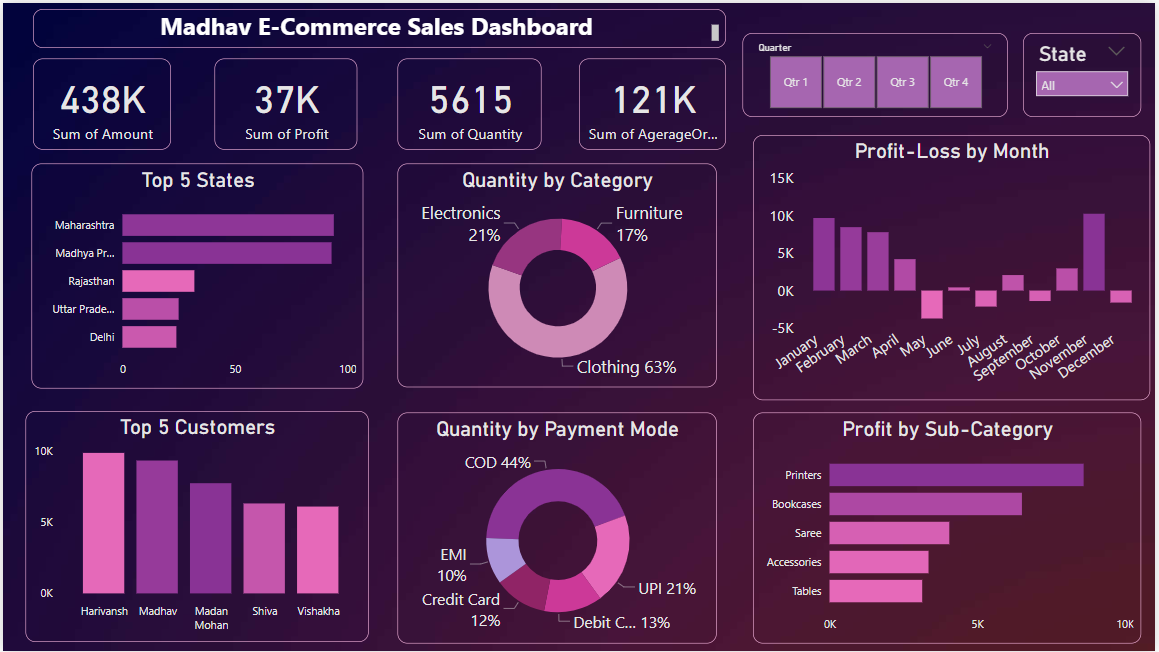 Madhav E-Commerce Sales Dashboard
438K
Sum of Amount
37K
Sum of Profit
5615
Sum of Quantity
121K
Sum of AgerageOr...
Quarter
Qtr 1
Qtr 2
Qtr 3
Qtr 4
State
All
Top 5 States
Maharashtra
Madhya Pr...
Rajasthan
Uttar Prade...
Delhi
0
50
100
Quantity by Category
Electronics
21%
Furniture
17%
Clothing 63%
Profit-Loss by Month
15K
10K
5K
0K
-5K
January
February
March
April
May
June
July
August
September
October
November
December
Top 5 Customers
10K
5K
0K
Harivansh
Madhav
Madan
Mohan
Shiva
Vishakha
Quantity by Payment Mode
COD 44%
EMI
10%
Credit Card
12%
UPI 21%
Debit C... 13%
Profit by Sub-Category
Printers
Bookcases
Saree
Accessories
Tables
0K
5K
10K